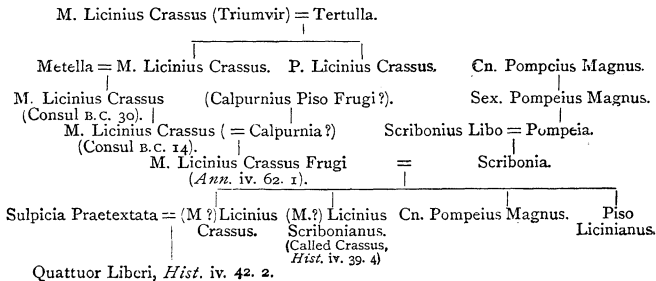 M. Licinius Crassus (Triumvir) = Tertulla.
Metella = M. Licinius Crassus. P. Licinius Crassus. Cn. Pompeius Magnus.
M. Licinius Crassus (Calpurnius Piso Frugi?). Sex. Pompeius Magnus.
(Consul B.C. 30).
M. Licinius Crassus ( = Calpurnia ?) Scribonius Libo = Pompeia.
(Consul B.C. 14).
M. Licinius Crassus Frugi = Scribonia.
(Ann. iv. 62. 1).
Sulpicia Praetextata = (M ?) Licinius (M.?) Licinius Cn. Pompeius Magnus. Piso
Crassus. Scribonianus. Licinianus.
(Called Crassus,
Hist. iv. 39. 4)
Quattuor Liberi, Hist. iv. 42. 2.